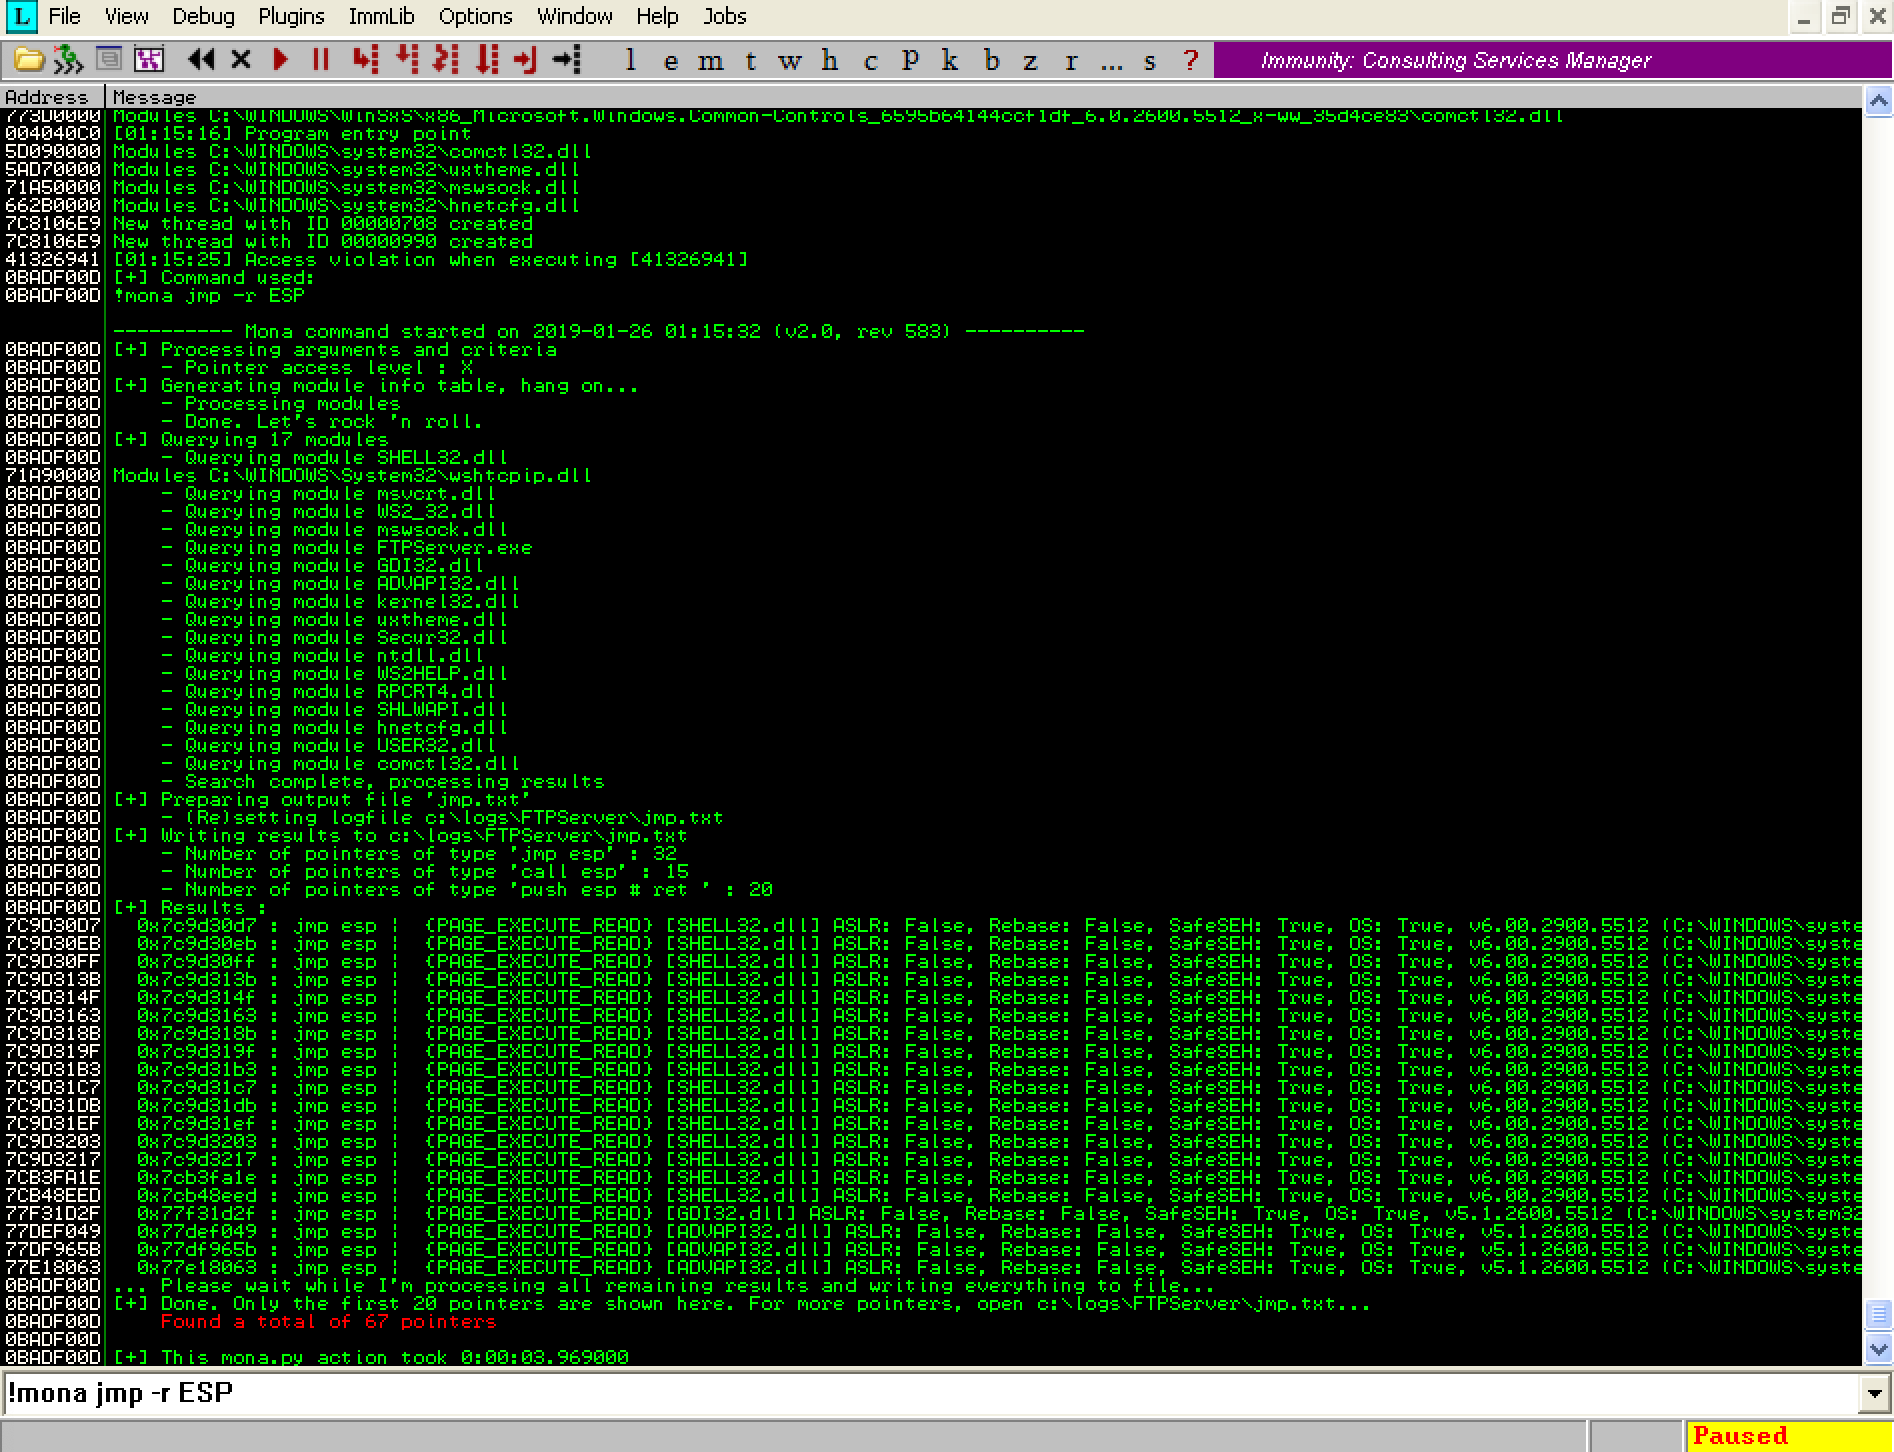 L File View Debug Plugins ImmLib Options Window Help Jobs
l e m t w h c P k b z r ... s ? Immunity: Consulting Services Manager
Address Message
773D0000 Modules C:\WINDOWS\WinSxS\x86_Microsoft.Windows.Common-Controls_6595b64144ccf1df_6.0.2600.5512_x-ww_35d4ce83\comctl32.dll
004040C0 [01:15:16] Program entry point
5D090000 Modules C:\WINDOWS\system32\comctl32.dll
5AD70000 Modules C:\WINDOWS\system32\uxtheme.dll
71A50000 Modules C:\WINDOWS\system32\mswsock.dll
662B0000 Modules C:\WINDOWS\system32\hnetcfg.dll
7C8106E9 New thread with ID 00000708 created
7C8106E9 New thread with ID 00000990 created
41326941 [01:15:25] Access violation when executing [41326941]
0BADF00D [+] Command used:
0BADF00D !mona jmp -r ESP
---------- Mona command started on 2019-01-26 01:15:32 (v2.0, rev 583) ----------
0BADF00D [+] Processing arguments and criteria
0BADF00D - Pointer access level : X
0BADF00D [+] Generating module info table, hang on...
0BADF00D - Processing modules
0BADF00D - Done. Let's rock 'n roll.
0BADF00D [+] Querying 17 modules
0BADF00D - Querying module SHELL32.dll
71A90000 Modules C:\WINDOWS\System32\wshtcpip.dll
0BADF00D - Querying module msvcrt.dll
0BADF00D - Querying module WS2_32.dll
0BADF00D - Querying module mswsock.dll
0BADF00D - Querying module FTPServer.exe
0BADF00D - Querying module GDI32.dll
0BADF00D - Querying module ADVAPI32.dll
0BADF00D - Querying module kernel32.dll
0BADF00D - Querying module uxtheme.dll
0BADF00D - Querying module Secur32.dll
0BADF00D - Querying module ntdll.dll
0BADF00D - Querying module WS2HELP.dll
0BADF00D - Querying module RPCRT4.dll
0BADF00D - Querying module SHLWAPI.dll
0BADF00D - Querying module hnetcfg.dll
0BADF00D - Querying module USER32.dll
0BADF00D - Querying module comctl32.dll
0BADF00D - Search complete, processing results
0BADF00D [+] Preparing output file 'jmp.txt'
0BADF00D - (Re)setting logfile c:\logs\FTPServer\jmp.txt
0BADF00D [+] Writing results to c:\logs\FTPServer\jmp.txt
0BADF00D - Number of pointers of type 'jmp esp' : 32
0BADF00D - Number of pointers of type 'call esp' : 15
0BADF00D - Number of pointers of type 'push esp # ret ' : 20
0BADF00D [+] Results :
7C9D30D7 0x7c9d30d7 : jmp esp | {PAGE_EXECUTE_READ} [SHELL32.dll] ASLR: False, Rebase: False, SafeSEH: True, OS: True, v6.00.2900.5512 (C:\WINDOWS\syste
7C9D30EB 0x7c9d30eb : jmp esp | {PAGE_EXECUTE_READ} [SHELL32.dll] ASLR: False, Rebase: False, SafeSEH: True, OS: True, v6.00.2900.5512 (C:\WINDOWS\syste
7C9D30FF 0x7c9d30ff : jmp esp | {PAGE_EXECUTE_READ} [SHELL32.dll] ASLR: False, Rebase: False, SafeSEH: True, OS: True, v6.00.2900.5512 (C:\WINDOWS\syste
7C9D313B 0x7c9d313b : jmp esp | {PAGE_EXECUTE_READ} [SHELL32.dll] ASLR: False, Rebase: False, SafeSEH: True, OS: True, v6.00.2900.5512 (C:\WINDOWS\syste
7C9D314F 0x7c9d314f : jmp esp | {PAGE_EXECUTE_READ} [SHELL32.dll] ASLR: False, Rebase: False, SafeSEH: True, OS: True, v6.00.2900.5512 (C:\WINDOWS\syste
7C9D3163 0x7c9d3163 : jmp esp | {PAGE_EXECUTE_READ} [SHELL32.dll] ASLR: False, Rebase: False, SafeSEH: True, OS: True, v6.00.2900.5512 (C:\WINDOWS\syste
7C9D318B 0x7c9d318b : jmp esp | {PAGE_EXECUTE_READ} [SHELL32.dll] ASLR: False, Rebase: False, SafeSEH: True, OS: True, v6.00.2900.5512 (C:\WINDOWS\syste
7C9D319F 0x7c9d319f : jmp esp | {PAGE_EXECUTE_READ} [SHELL32.dll] ASLR: False, Rebase: False, SafeSEH: True, OS: True, v6.00.2900.5512 (C:\WINDOWS\syste
7C9D31B3 0x7c9d31b3 : jmp esp | {PAGE_EXECUTE_READ} [SHELL32.dll] ASLR: False, Rebase: False, SafeSEH: True, OS: True, v6.00.2900.5512 (C:\WINDOWS\syste
7C9D31C7 0x7c9d31c7 : jmp esp | {PAGE_EXECUTE_READ} [SHELL32.dll] ASLR: False, Rebase: False, SafeSEH: True, OS: True, v6.00.2900.5512 (C:\WINDOWS\syste
7C9D31DB 0x7c9d31db : jmp esp | {PAGE_EXECUTE_READ} [SHELL32.dll] ASLR: False, Rebase: False, SafeSEH: True, OS: True, v6.00.2900.5512 (C:\WINDOWS\syste
7C9D31EF 0x7c9d31ef : jmp esp | {PAGE_EXECUTE_READ} [SHELL32.dll] ASLR: False, Rebase: False, SafeSEH: True, OS: True, v6.00.2900.5512 (C:\WINDOWS\syste
7C9D3203 0x7c9d3203 : jmp esp | {PAGE_EXECUTE_READ} [SHELL32.dll] ASLR: False, Rebase: False, SafeSEH: True, OS: True, v6.00.2900.5512 (C:\WINDOWS\syste
7C9D3217 0x7c9d3217 : jmp esp | {PAGE_EXECUTE_READ} [SHELL32.dll] ASLR: False, Rebase: False, SafeSEH: True, OS: True, v6.00.2900.5512 (C:\WINDOWS\syste
7CB3FA1E 0x7cb3fa1e : jmp esp | {PAGE_EXECUTE_READ} [SHELL32.dll] ASLR: False, Rebase: False, SafeSEH: True, OS: True, v6.00.2900.5512 (C:\WINDOWS\syste
7CB48EED 0x7cb48eed : jmp esp | {PAGE_EXECUTE_READ} [SHELL32.dll] ASLR: False, Rebase: False, SafeSEH: True, OS: True, v6.00.2900.5512 (C:\WINDOWS\syste
77F31D2F 0x77f31d2f : jmp esp | {PAGE_EXECUTE_READ} [GDI32.dll] ASLR: False, Rebase: False, SafeSEH: True, OS: True, v5.1.2600.5512 (C:\WINDOWS\system32
77DEF049 0x77def049 : jmp esp | {PAGE_EXECUTE_READ} [ADVAPI32.dll] ASLR: False, Rebase: False, SafeSEH: True, OS: True, v5.1.2600.5512 (C:\WINDOWS\syste
77DF965B 0x77df965b : jmp esp | {PAGE_EXECUTE_READ} [ADVAPI32.dll] ASLR: False, Rebase: False, SafeSEH: True, OS: True, v5.1.2600.5512 (C:\WINDOWS\syste
77E18063 0x77e18063 : jmp esp | {PAGE_EXECUTE_READ} [ADVAPI32.dll] ASLR: False, Rebase: False, SafeSEH: True, OS: True, v5.1.2600.5512 (C:\WINDOWS\syste
0BADF00D ... Please wait while I'm processing all remaining results and writing everything to file...
0BADF00D [+] Done. Only the first 20 pointers are shown here. For more pointers, open c:\logs\FTPServer\jmp.txt...
0BADF00D Found a total of 67 pointers
0BADF00D
0BADF00D [+] This mona.py action took 0:00:03.969000
!mona jmp -r ESP
Paused